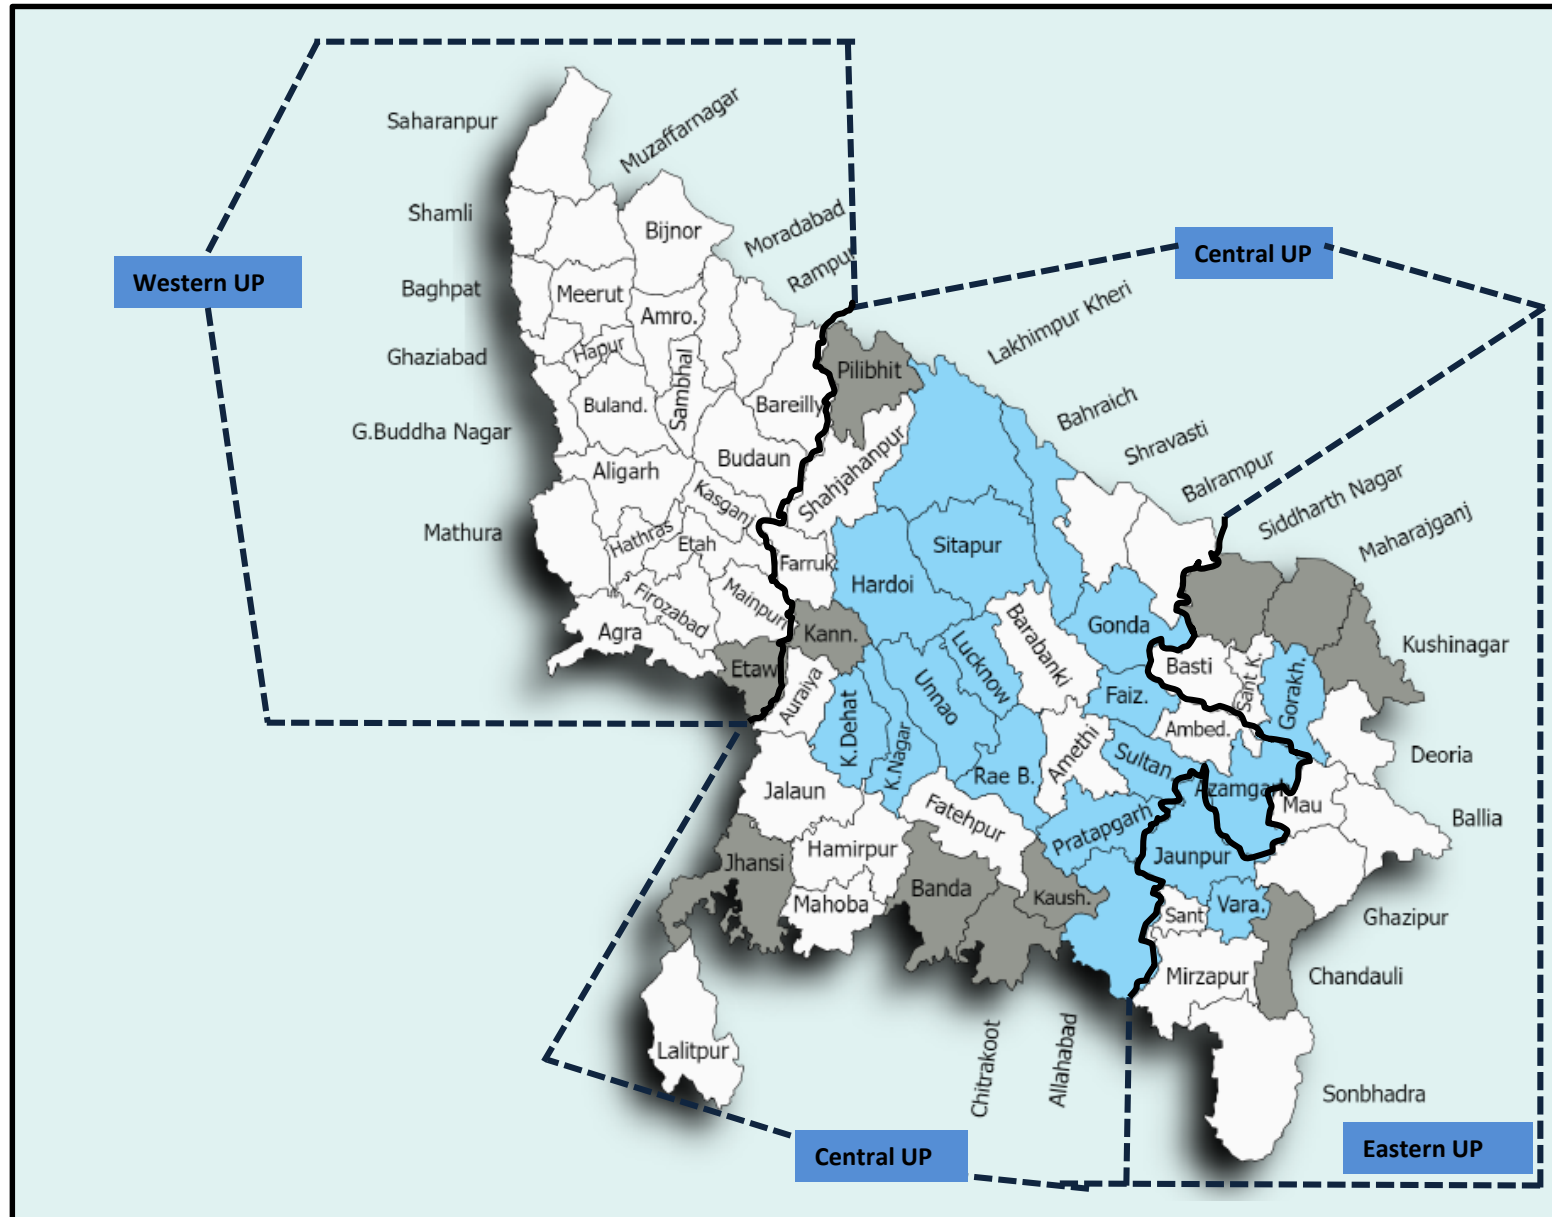 Saharanpur
Muzaffarnagar
Shamli
Bijnor
Moradabad
Rampur
Western UP
Central UP
Baghpat
Meerut
Amro.
Lakhimpur Kheri
Ghaziabad
Hapur
Sambhal
Pilibhit
Buland.
Bareilly
G.Buddha Nagar
Bahraich
Shravasti
Aligarh
Budaun
Shahjahanpur
Balrampur
Siddharth Nagar
Maharajganj
Mathura
Kasganj
Hathras
Etah
Farruk.
Sitapur
Hardoi
Firozabad
Mainpuri
Agra
Kann.
Barabanki
Gonda
Kushinagar
Etaw
Auraiya
Lucknow
Unnao
Basti
Sant K.
Gorakh.
K.Dehat
K.Nagar
Faiz.
Ambed.
Amethi
Sultan.
Deoria
Rae B.
Jalaun
Azamgarh
Mau
Fatehpur
Pratapgarh
Ballia
Hamirpur
Jhansi
Jaunpur
Banda
Kaush.
Mahoba
Sant
Vara.
Ghazipur
Mirzapur
Chandauli
Lalitpur
Chitrakoot
Allahabad
Sonbhadra
Central UP
Eastern UP